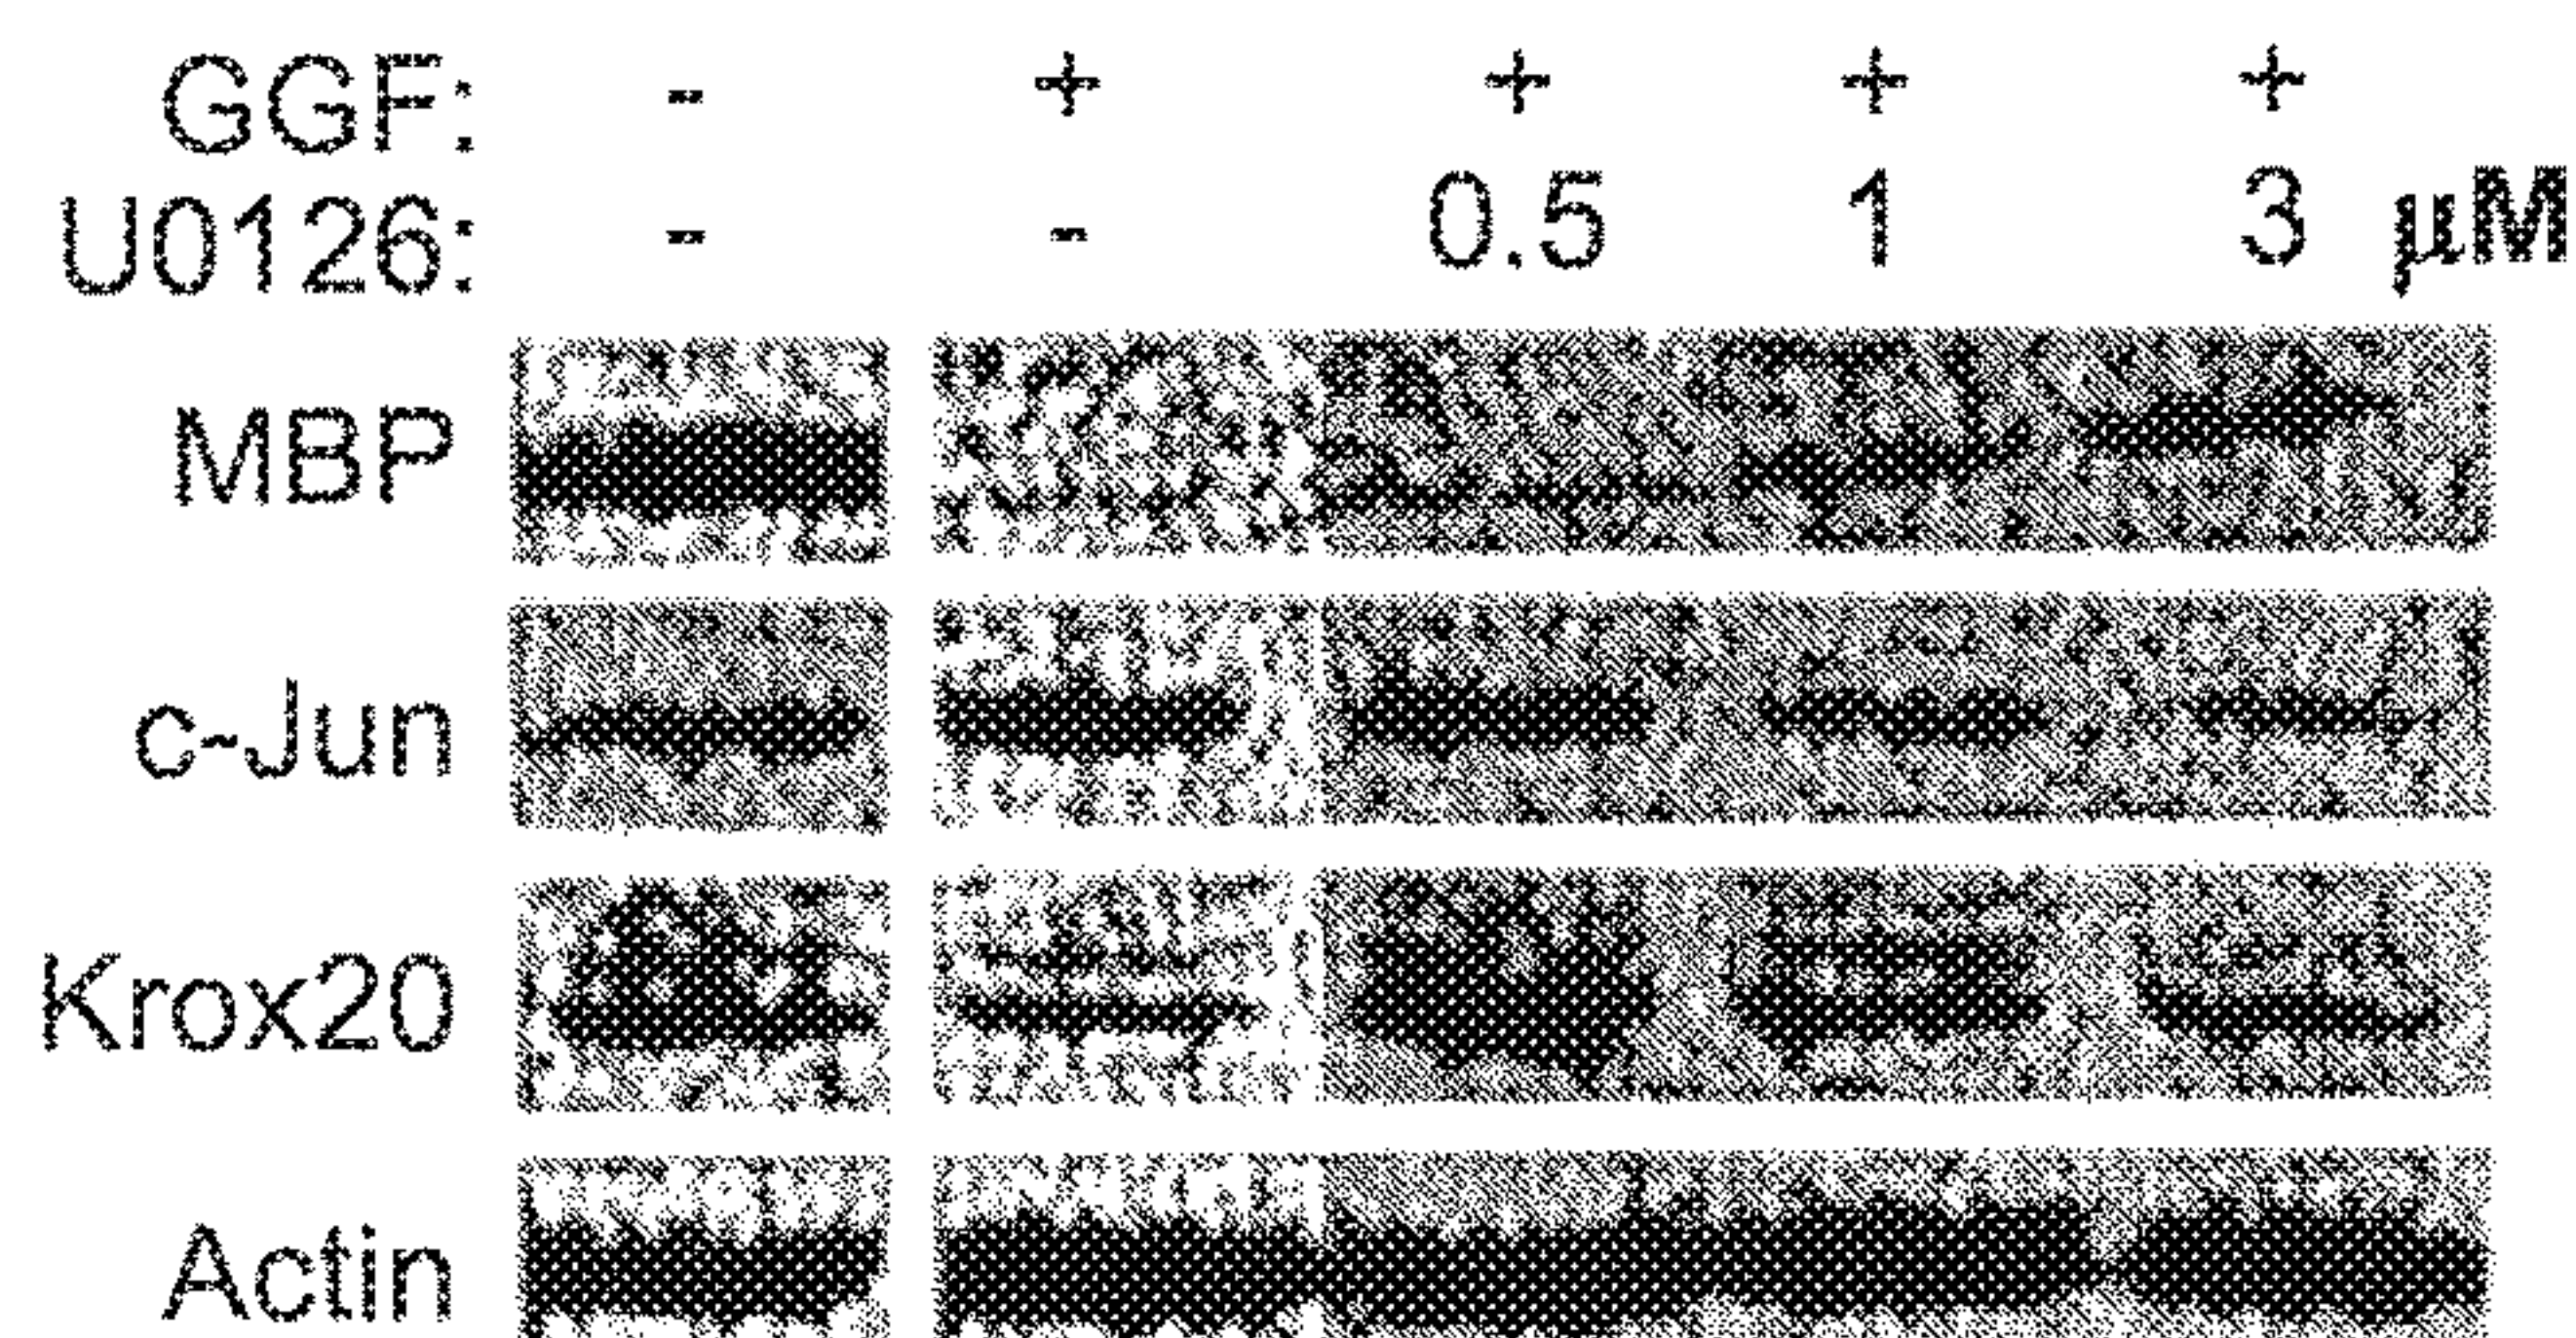 GGF: - + + + +
U0126: - - 0.5 1 3 μM
MBP
c-Jun
Krox20
Actin